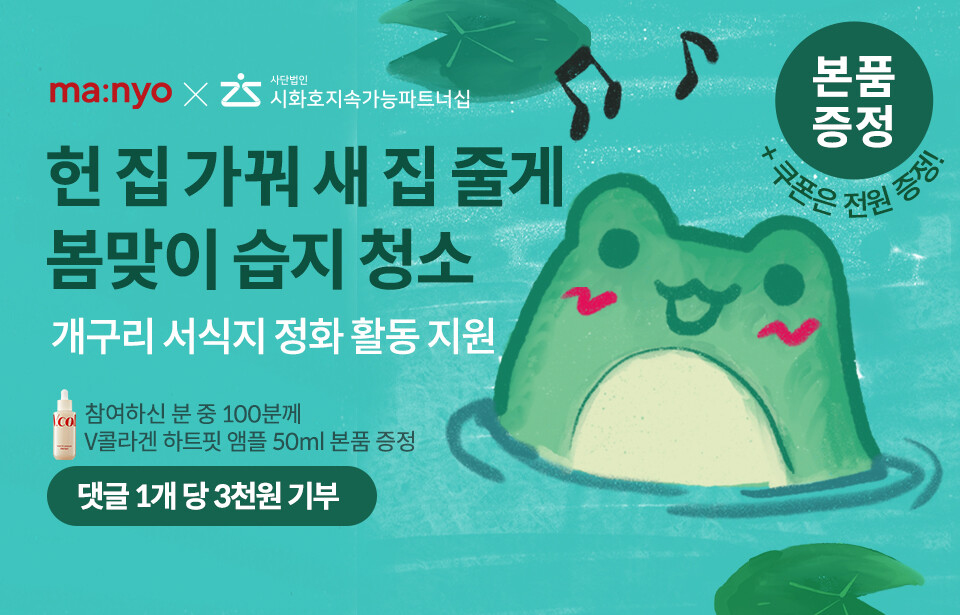 ma:nyo
사단법인
시화호지속가능파트너십
본품
증정
+ 쿠폰은 전원 증정!
헌 집 가꿔 새 집 줄게
봄맞이 습지 청소
개구리 서식지 정화 활동 지원
참여하신 분 중 100분께
V콜라겐 하트핏 앰플 50ml 본품 증정
댓글 1개 당 3천원 기부